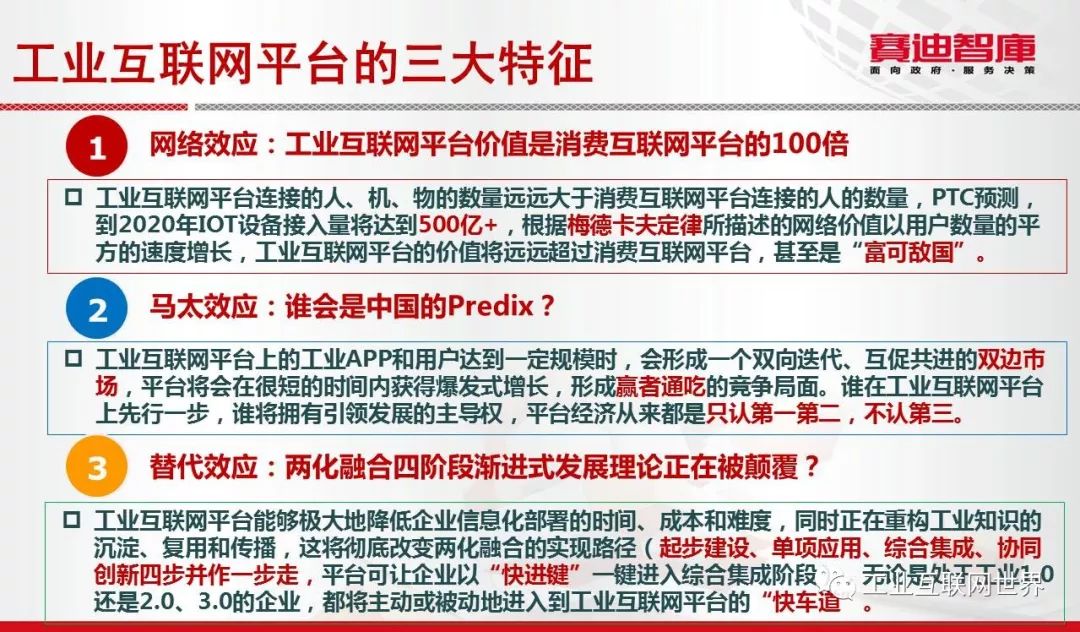 工业互联网平台的三大特征
赛迪智库
面向政府·服务决策
1
网络效应：工业互联网平台价值是消费互联网平台的100倍
工业互联网平台连接的人、机、物的数量远远大于消费互联网平台连接的人的数量，PTC预测，
到2020年IOT设备接入量将达到500亿+，根据梅德卡夫定律所描述的网络价值以用户数量的平
方的速度增长，工业互联网平台的价值将远远超过消费互联网平台，甚至是“富可敌国”。
2
马太效应：谁会是中国的Predix？
工业互联网平台上的工业APP和用户达到一定规模时，会形成一个双向迭代、互促共进的双边市
场，平台将会在很短的时间内获得爆发式增长，形成赢者通吃的竞争局面。谁在工业互联网平台
上先行一步，谁将拥有引领发展的主导权，平台经济从来都是只认第一第二，不认第三。
3
替代效应：两化融合四阶段渐进式发展理论正在被颠覆？
工业互联网平台能够极大地降低企业信息化部署的时间、成本和难度，同时正在重构工业知识的
沉淀、复用和传播，这将彻底改变两化融合的实现路径（起步建设、单项应用、综合集成、协同
创新四步并作一步走，平台可让企业以“快进键”一键进入综合集成阶段 无论是处于工业1.0
还是2.0、3.0的企业，都将主动或被动地进入到工业互联网平台的“快车道”。
工业互联网世界